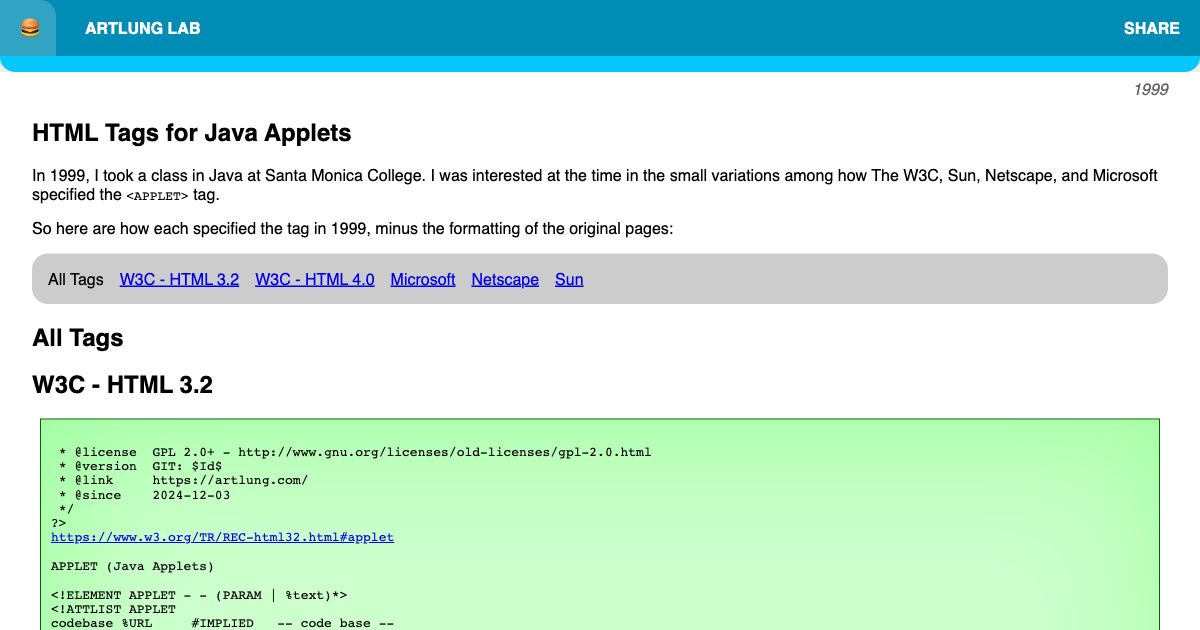 ARTLUNG LAB
SHARE
1999
HTML Tags for Java Applets
In 1999, I took a class in Java at Santa Monica College. I was interested at the time in the small variations among how The W3C, Sun, Netscape, and Microsoft
specified the <APPLET> tag.
So here are how each specified the tag in 1999, minus the formatting of the original pages:
All Tags W3C - HTML 3.2 W3C - HTML 4.0 Microsoft Netscape Sun
All Tags
W3C - HTML 3.2
* @license  GPL 2.0+ - http://www.gnu.org/licenses/old-licenses/gpl-2.0.html
* @version  GIT: $Id$
* @link     https://artlung.com/
* @since    2024-12-03
*/
?>
https://www.w3.org/TR/REC-html32.html#applet
APPLET (Java Applets)
<!ELEMENT APPLET - - (PARAM | %text)*>
<!ATTLIST APPLET
codebase %URL     #IMPLIED   -- code base --